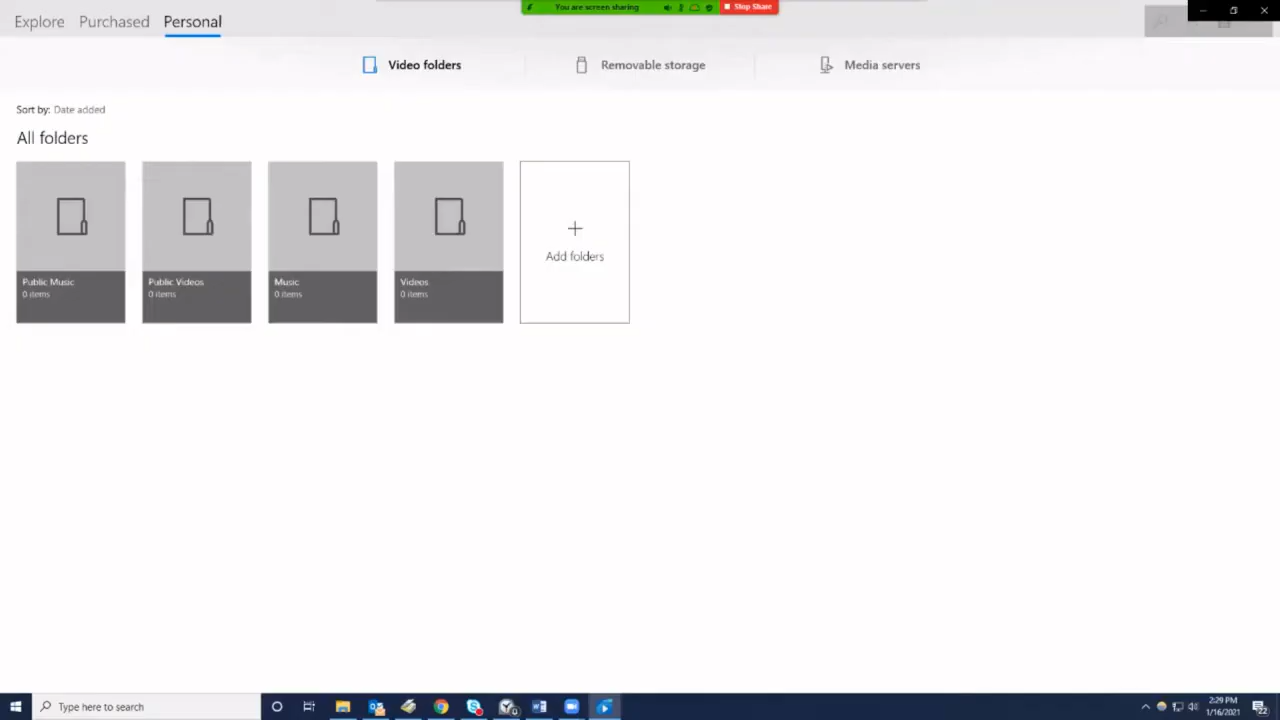 You are screen sharing
Stop Share
Explore Purchased Personal
Video folders Removable storage Media servers
Sort by: Date added
All folders
Public Music
0 items
Public Videos
0 items
Music
0 items
Videos
0 items
Add folders
Type here to search
2:29 PM
1/16/2021
22